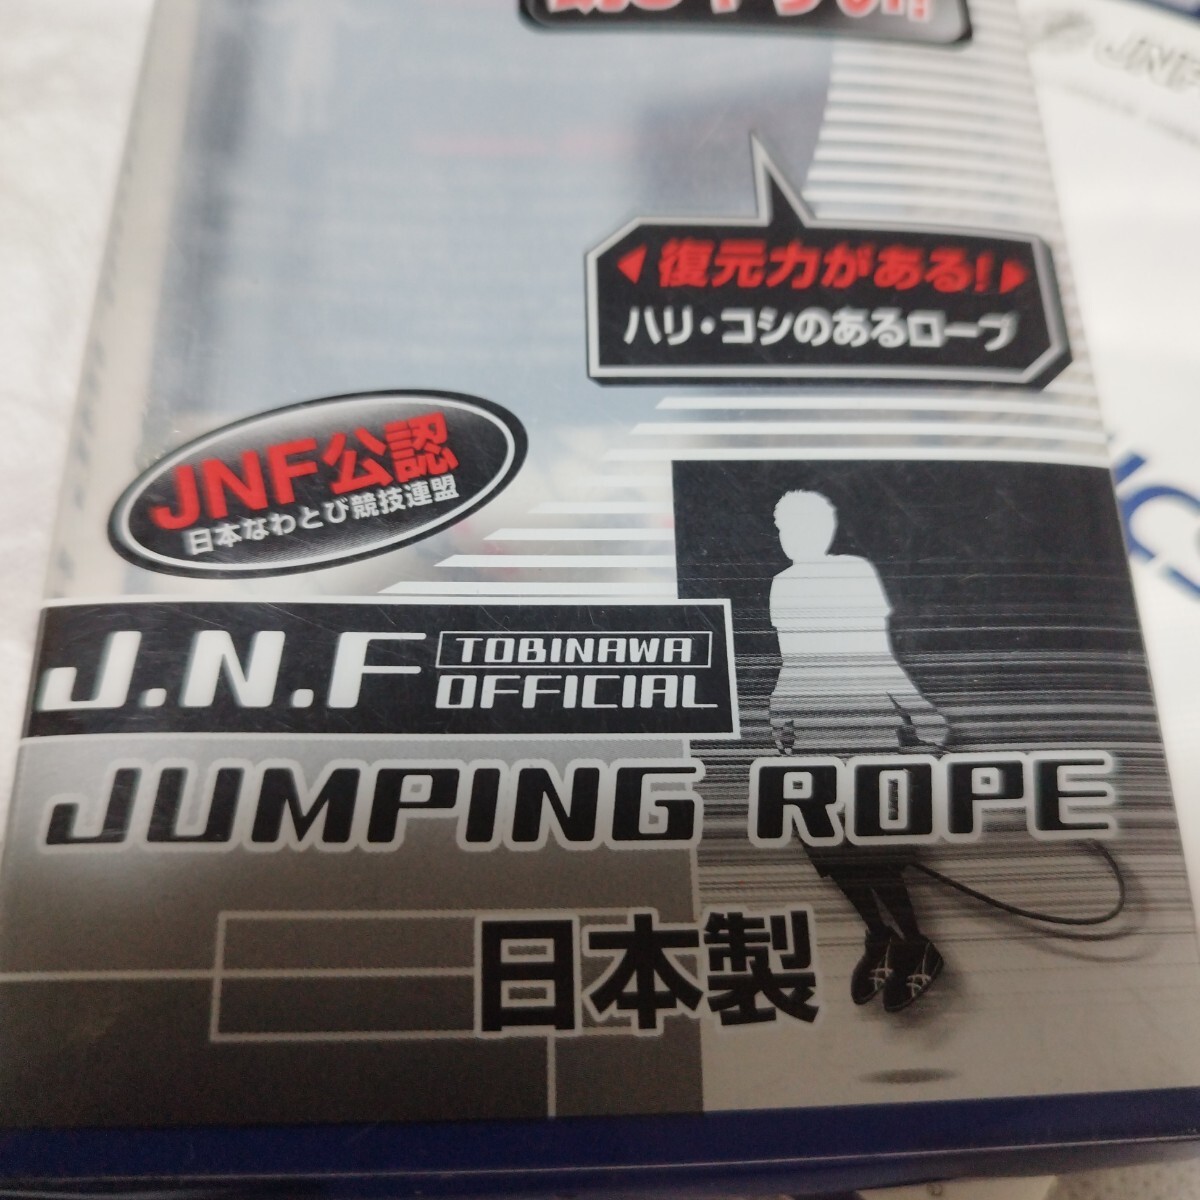 JNF
復元力がある!
ハリ・コシのあるロープ
JNF公認
日本なわとび競技連盟
J.N.F TOBINAWA OFFICIAL
JUMPING ROPE
日本製